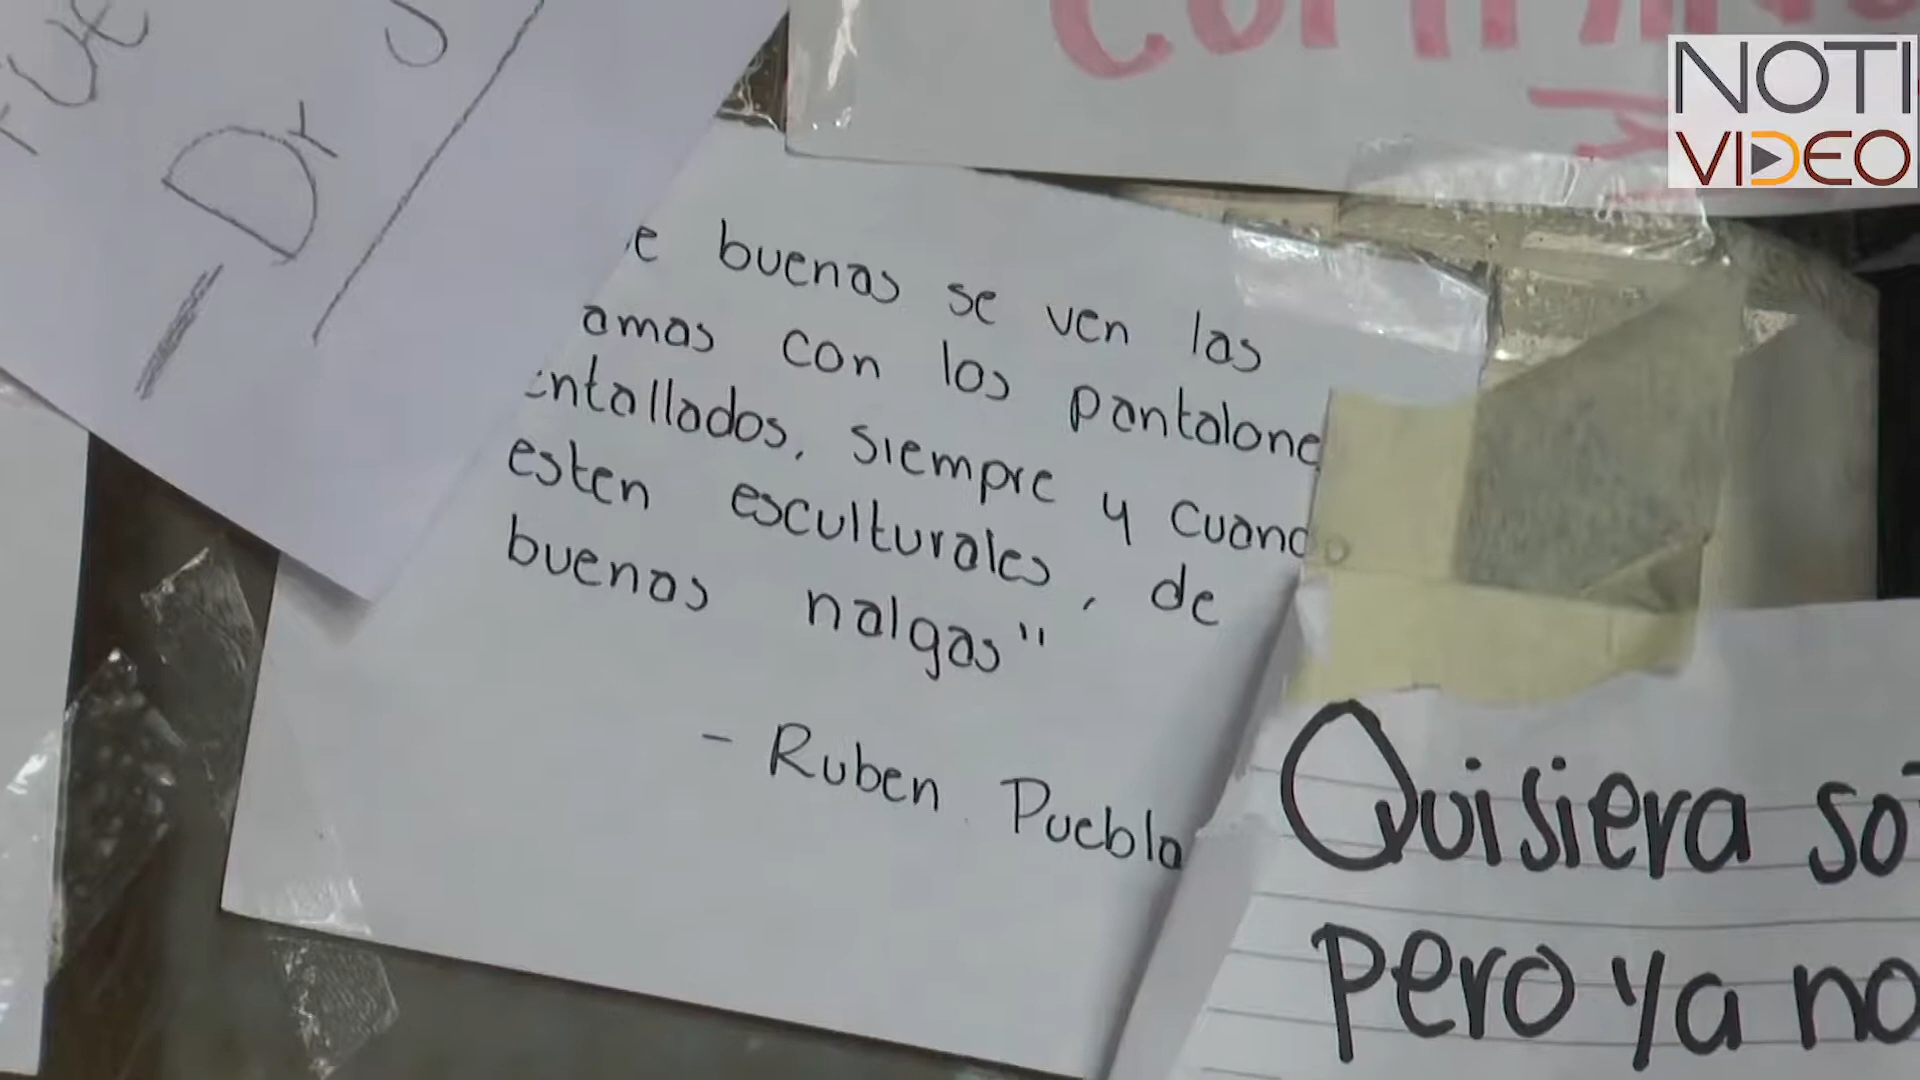 NOTI
VIDEO
Dr
e buenas se ven las
amas con los pantalone
entallados, siempre y cuando
esten esculturales, de
buenas nalgas"
- Ruben Puebla
Quisiera
pero ya no